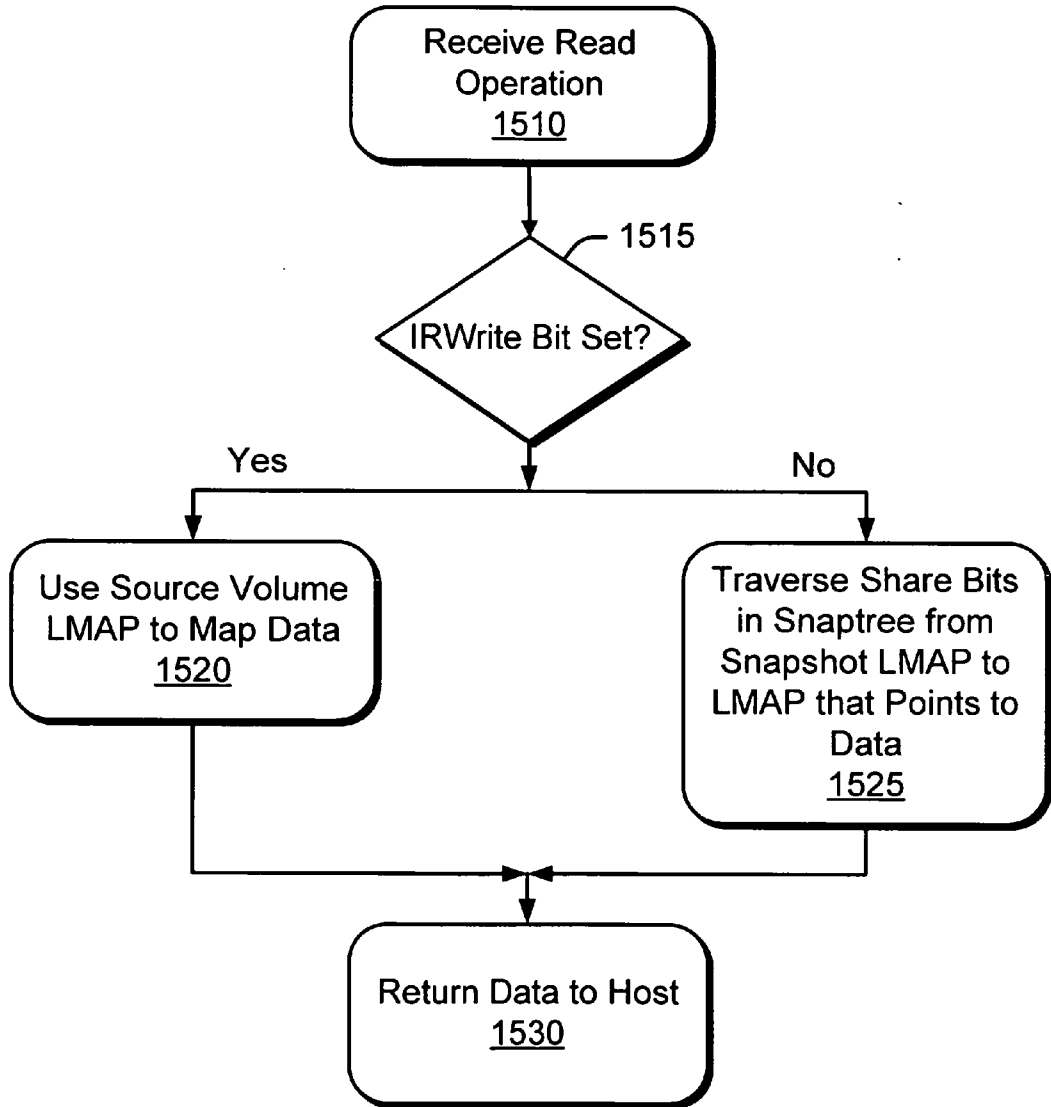 Receive Read
Operation
1510
1515
IRWrite Bit Set?
Yes
No
Use Source Volume
LMAP to Map Data
1520
Traverse Share Bits
in Snaptree from
Snapshot LMAP to
LMAP that Points to
Data
1525
Return Data to Host
1530